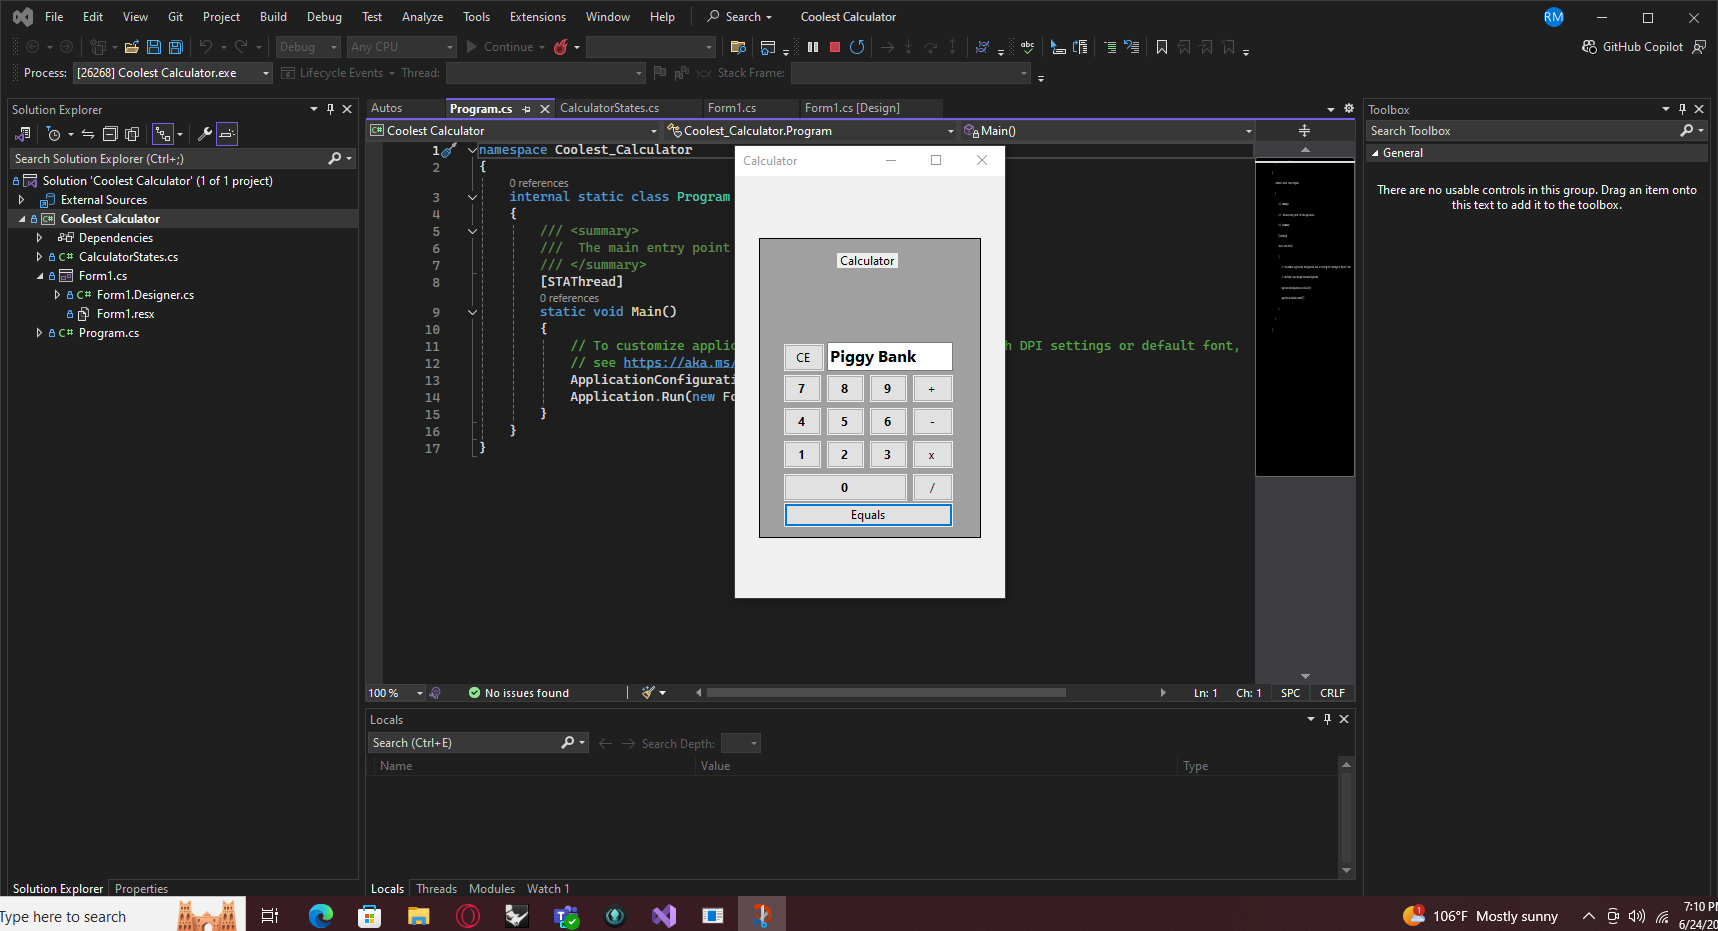 File Edit View Git Project Build Debug Test Analyze Tools Extensions Window Help Search Coolest Calculator RM
Debug Any CPU Continue GitHub Copilot
Process: [26268] Coolest Calculator.exe Lifecycle Events Thread: Stack Frame:
Solution Explorer
Search Solution Explorer (Ctrl+;)
Solution 'Coolest Calculator' (1 of 1 project)
External Sources
Coolest Calculator
Dependencies
C# CalculatorStates.cs
Form1.cs
C# Form1.Designer.cs
Form1.resx
C# Program.cs
Solution Explorer Properties
Autos Program.cs CalculatorStates.cs Form1.cs Form1.cs [Design]
Coolest Calculator Coolest_Calculator.Program Main()
1 namespace Coolest_Calculator
2 {
0 references
3 internal static class Program
4 {
5 /// <summary>
6 /// The main entry point
7 /// </summary>
8 [STAThread]
0 references
9 static void Main()
10 {
11 // To customize applic h DPI settings or default font,
12 // see https://aka.ms/
13 ApplicationConfigurati
14 Application.Run(new Fo
15 }
16 }
17 }
Calculator
Calculator
CE Piggy Bank
7 8 9 +
4 5 6 -
1 2 3 x
0 /
Equals
100 % No issues found Ln: 1 Ch: 1 SPC CRLF
Locals
Search (Ctrl+E) Search Depth:
Name Value Type
Locals Threads Modules Watch 1
Toolbox
Search Toolbox
General
There are no usable controls in this group. Drag an item onto
this text to add it to the toolbox.
Type here to search
1 106°F Mostly sunny
7:10 PM
6/24/20